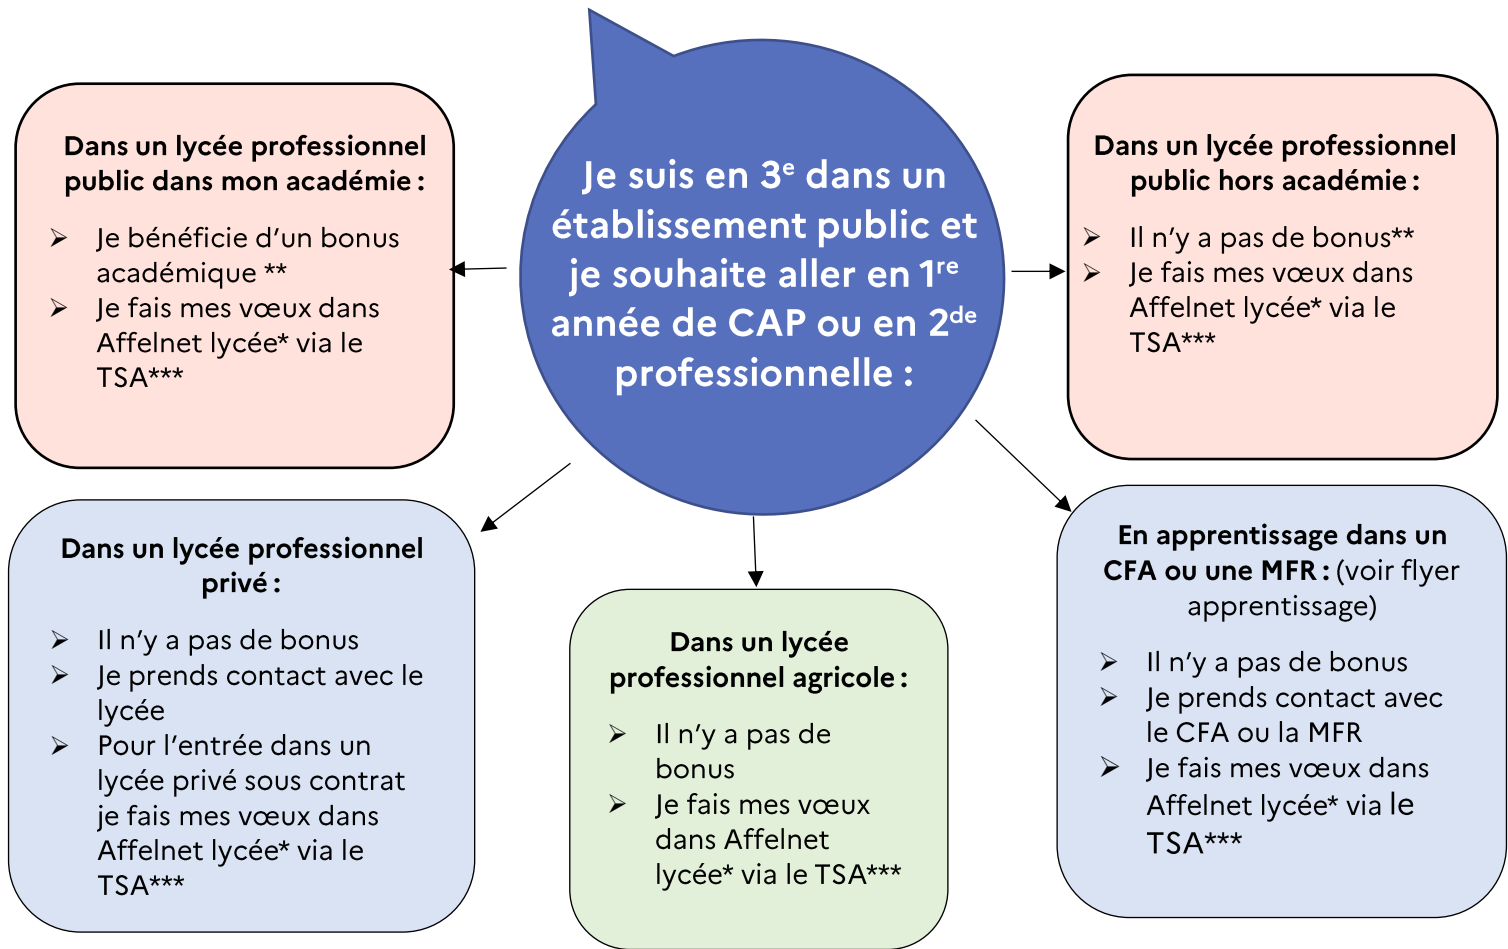 Je suis en 3e dans un
établissement public et
je souhaite aller en 1re
année de CAP ou en 2de
professionnelle :
Dans un lycée professionnel
public dans mon académie :
➢ Je bénéficie d’un bonus
académique **
➢ Je fais mes vœux dans
Affelnet lycée* via le
TSA***
Dans un lycée professionnel
public hors académie :
➢ Il n’y a pas de bonus**
➢ Je fais mes vœux dans
Affelnet lycée* via le
TSA***
Dans un lycée professionnel
privé :
➢ Il n’y a pas de bonus
➢ Je prends contact avec le
lycée
➢ Pour l’entrée dans un
lycée privé sous contrat
je fais mes vœux dans
Affelnet lycée* via le
TSA***
Dans un lycée
professionnel agricole :
➢ Il n’y a pas de
bonus
➢ Je fais mes vœux
dans Affelnet
lycée* via le TSA***
En apprentissage dans un
CFA ou une MFR : (voir flyer
apprentissage)
➢ Il n’y a pas de bonus
➢ Je prends contact avec
le CFA ou la MFR
➢ Je fais mes vœux dans
Affelnet lycée* via le
TSA***